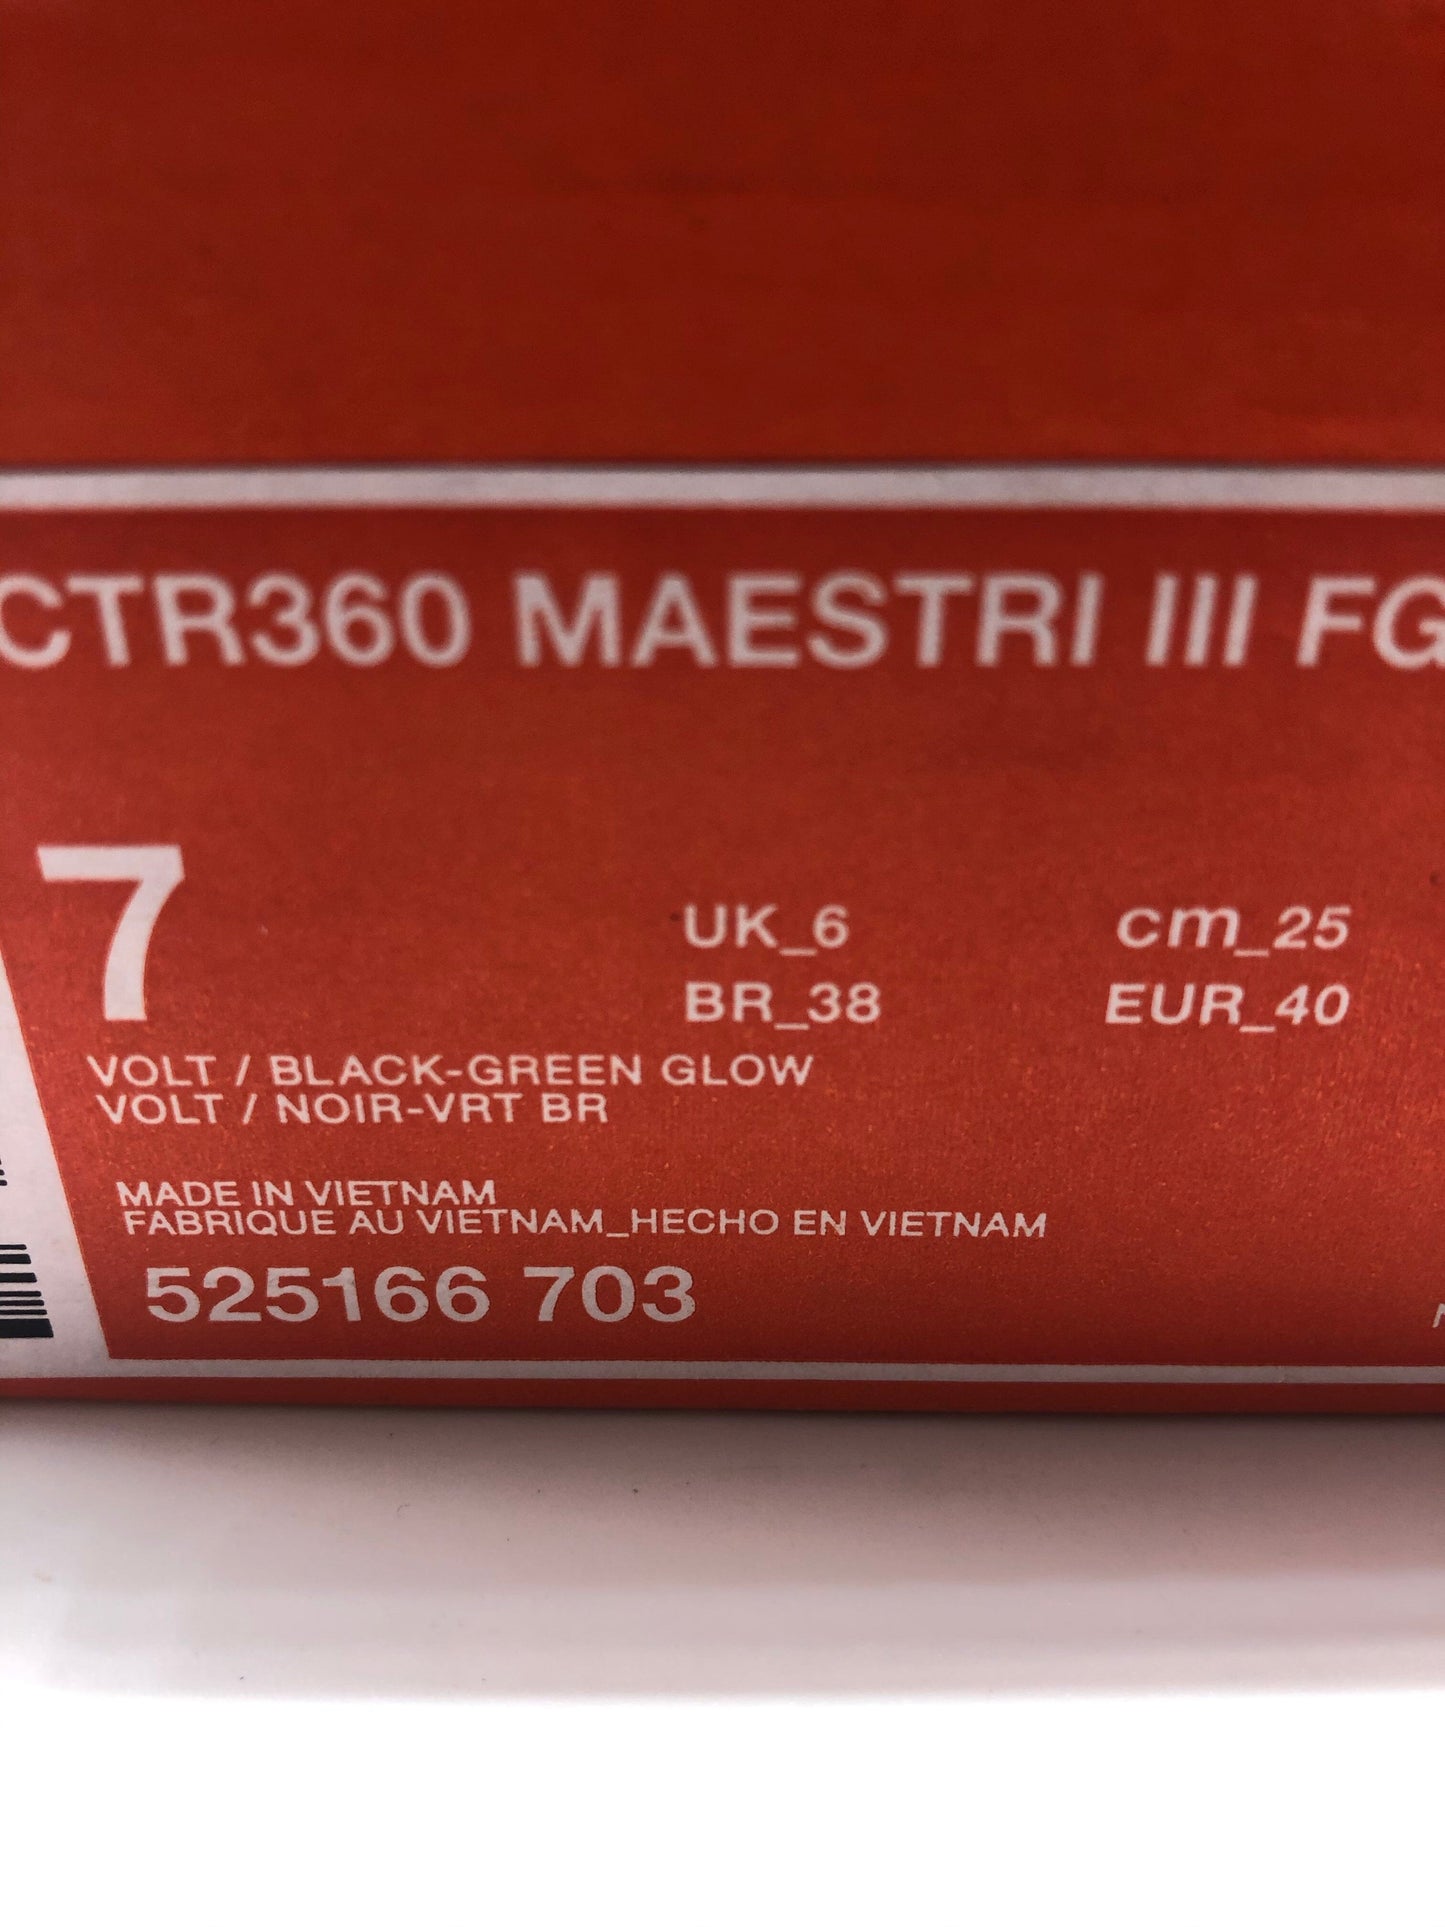 CTR360 MAESTRI III FG
7
UK_6 cm_25
BR_38 EUR_40
VOLT / BLACK-GREEN GLOW
VOLT / NOIR-VRT BR
MADE IN VIETNAM
FABRIQUE AU VIETNAM_HECHO EN VIETNAM
525166 703